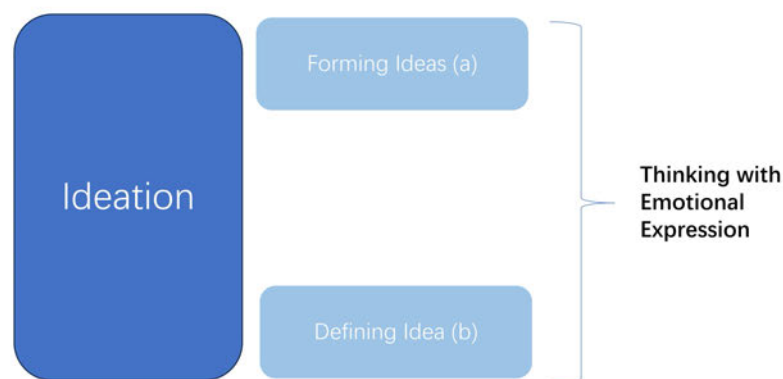 Ideation
Forming Ideas (a)
Defining Idea (b)
Thinking with
Emotional
Expression